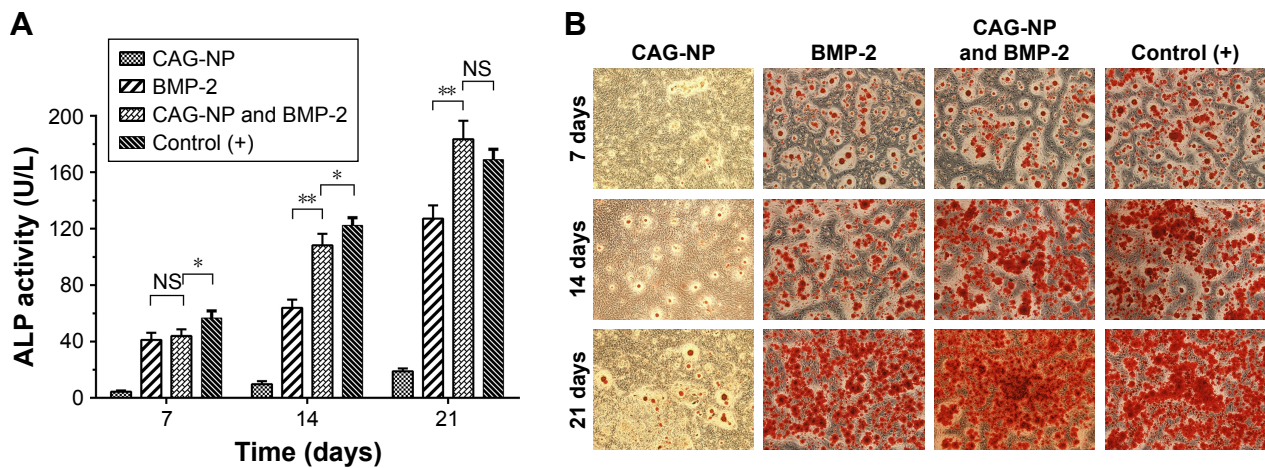 A
CAG-NP
BMP-2
CAG-NP and BMP-2
Control (+)
ALP activity (U/L)
200
160
120
80
40
0
NS
*
**
*
**
NS
7
14
21
Time (days)
B
CAG-NP
BMP-2
CAG-NP
and BMP-2
Control (+)
7 days
14 days
21 days